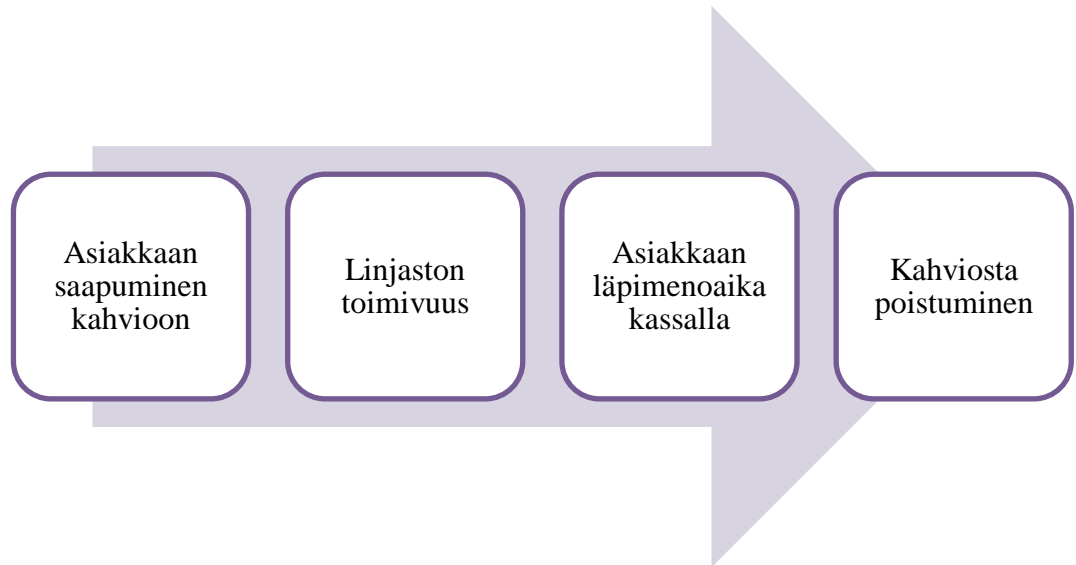 Asiakkaan
saapuminen
kahvioon
Linjaston
toimivuus
Asiakkaan
läpimenoaika
kassalla
Kahviosta
poistuminen